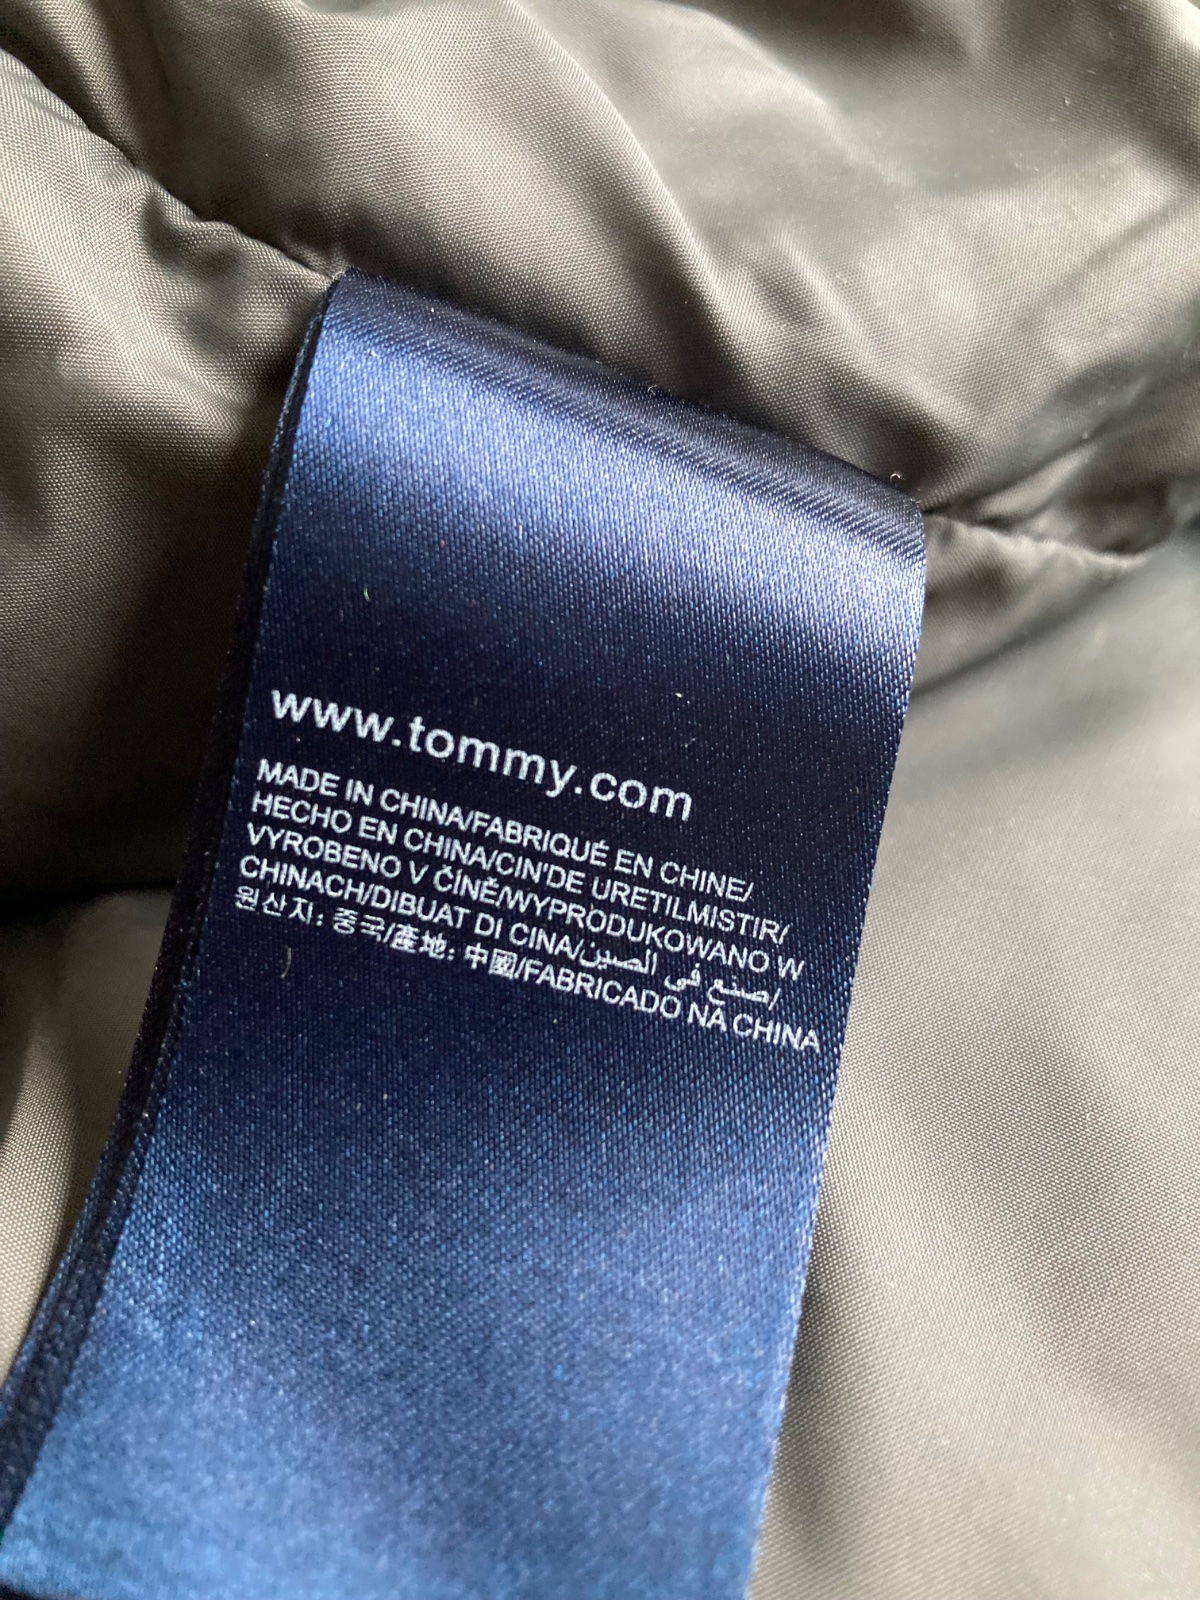 www.tommy.com
MADE IN CHINA/FABRIQUÉ EN CHINE/
HECHO EN CHINA/CIN'DE URETILMISTIR/
VYROBENO V ČÍNĚ/WYPRODUKOWANO W
CHINACH/DIBUAT DI CINA/صنع في الصين/
원산지: 중국/產地: 中國/FABRICADO NA CHINA